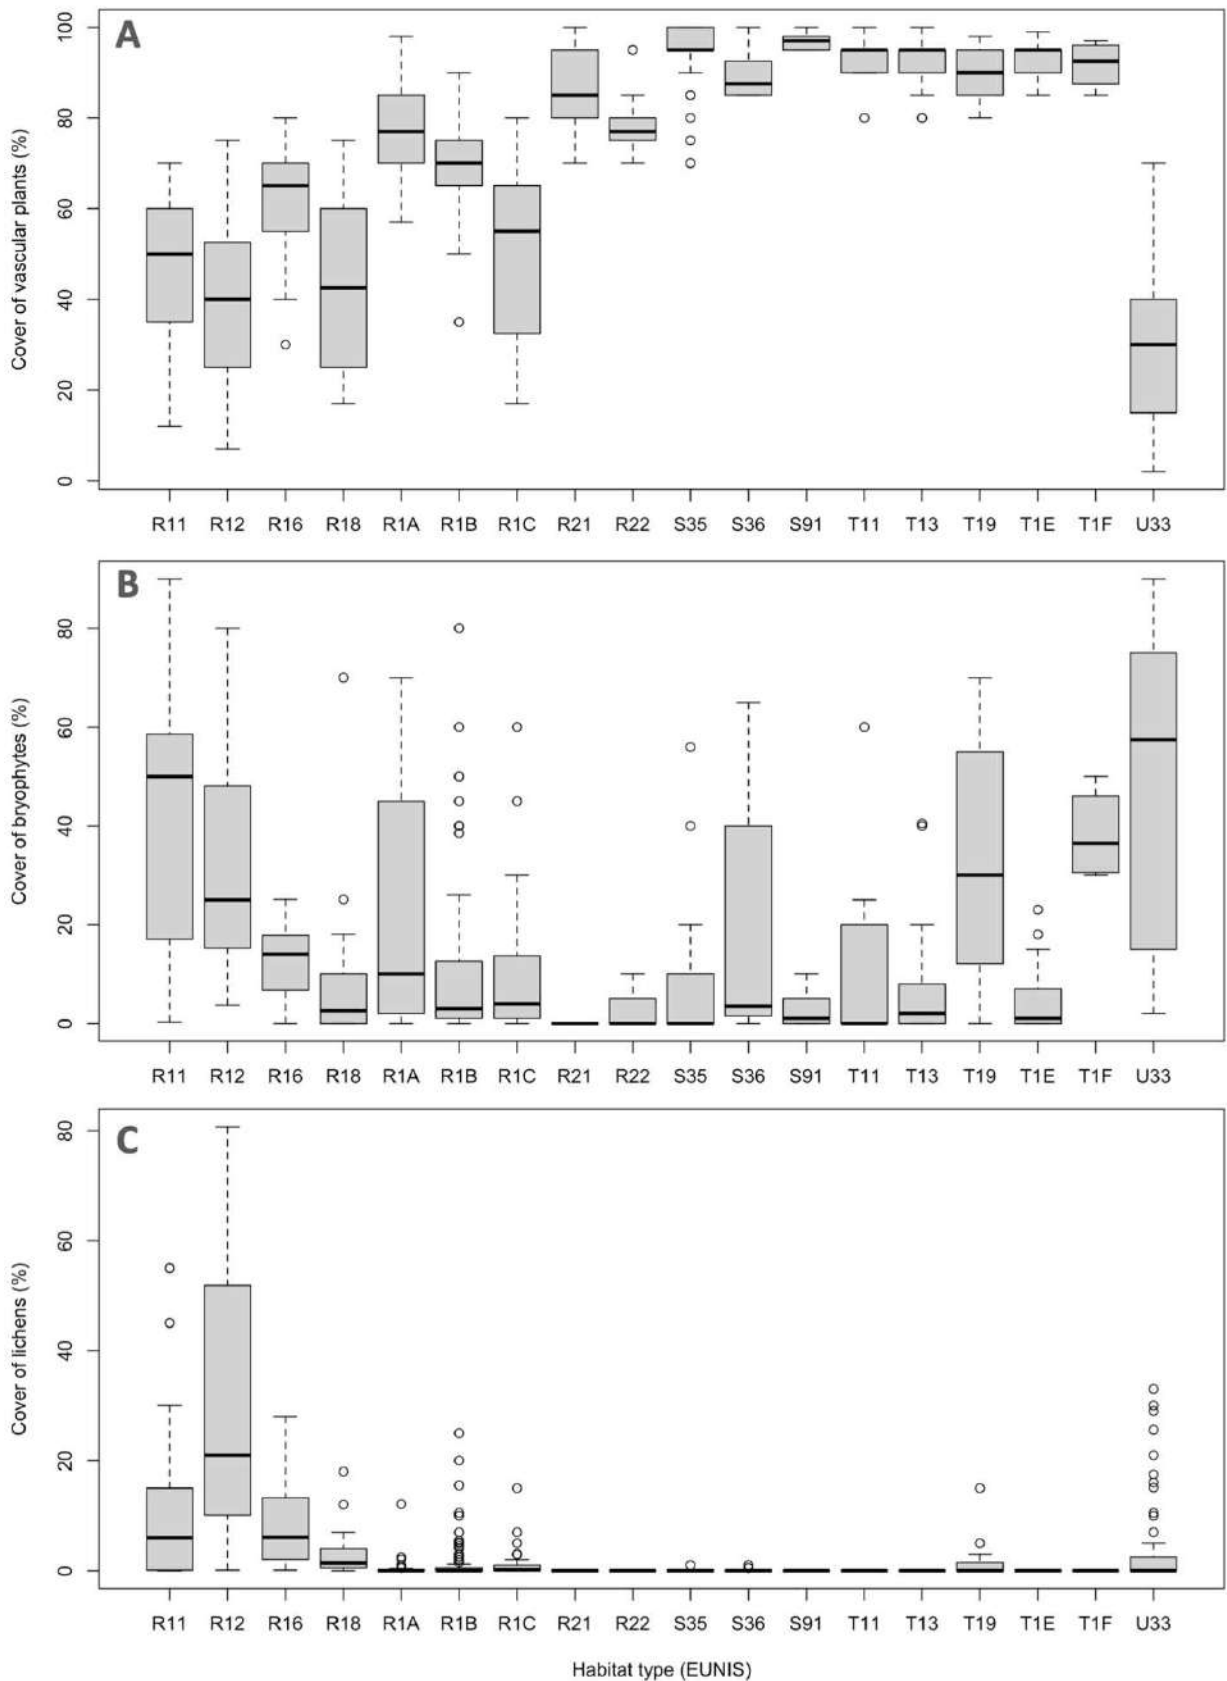 A
Cover of vascular plants (%)
100
80
60
40
20
0
R11 R12 R16 R18 R1A R1B R1C R21 R22 S35 S36 S91 T11 T13 T19 T1E T1F U33
B
Cover of bryophytes (%)
80
60
40
20
0
R11 R12 R16 R18 R1A R1B R1C R21 R22 S35 S36 S91 T11 T13 T19 T1E T1F U33
C
Cover of lichens (%)
80
60
40
20
0
R11 R12 R16 R18 R1A R1B R1C R21 R22 S35 S36 S91 T11 T13 T19 T1E T1F U33
Habitat type (EUNIS)